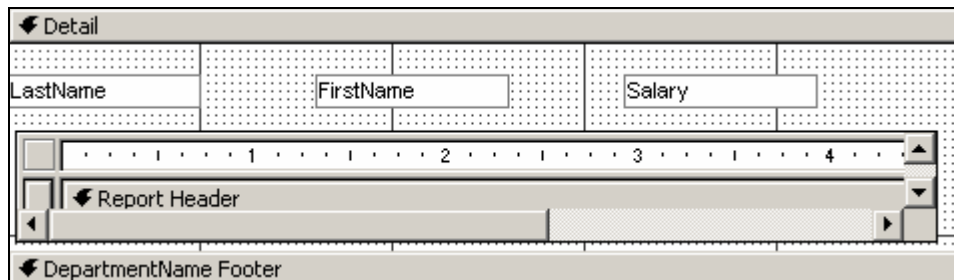 Detail
LastName FirstName Salary
1 2 3 4
Report Header
DepartmentName Footer